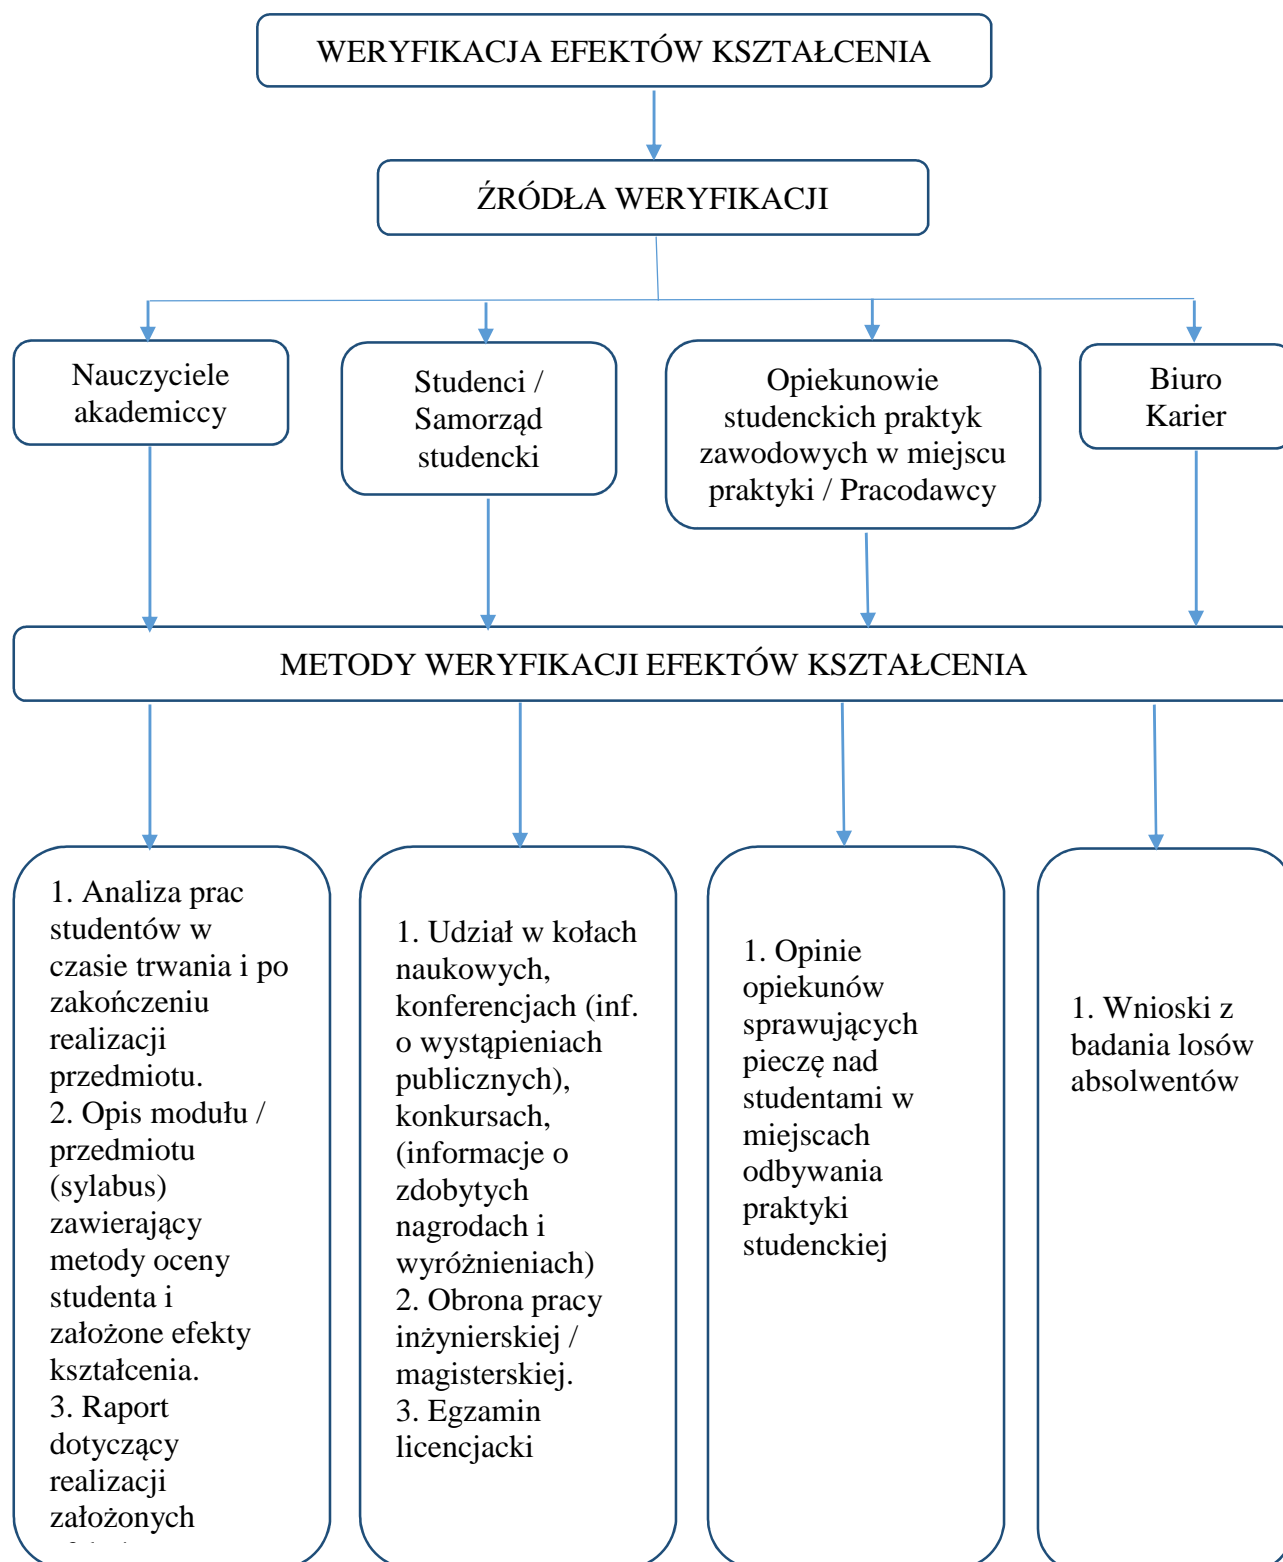 WERYFIKACJA EFEKTÓW KSZTAŁCENIA
ŹRÓDŁA WERYFIKACJI
Nauczyciele
akademiccy
Studenci /
Samorząd
studencki
Opiekunowie
studenckich praktyk
zawodowych w miejscu
praktyki / Pracodawcy
Biuro
Karier
METODY WERYFIKACJI EFEKTÓW KSZTAŁCENIA
1. Analiza prac
studentów w
czasie trwania i po
zakończeniu
realizacji
przedmiotu.
2. Opis modułu /
przedmiotu
(sylabus)
zawierający
metody oceny
studenta i
założone efekty
kształcenia.
3. Raport
dotyczący
realizacji
założonych
1. Udział w kołach
naukowych,
konferencjach (inf.
o wystąpieniach
publicznych),
konkursach,
(informacje o
zdobytych
nagrodach i
wyróżnieniach)
2. Obrona pracy
inżynierskiej /
magisterskiej.
3. Egzamin
licencjacki
1. Opinie
opiekunów
sprawujących
pieczę nad
studentami w
miejscach
odbywania
praktyki
studenckiej
1. Wnioski z
badania losów
absolwentów